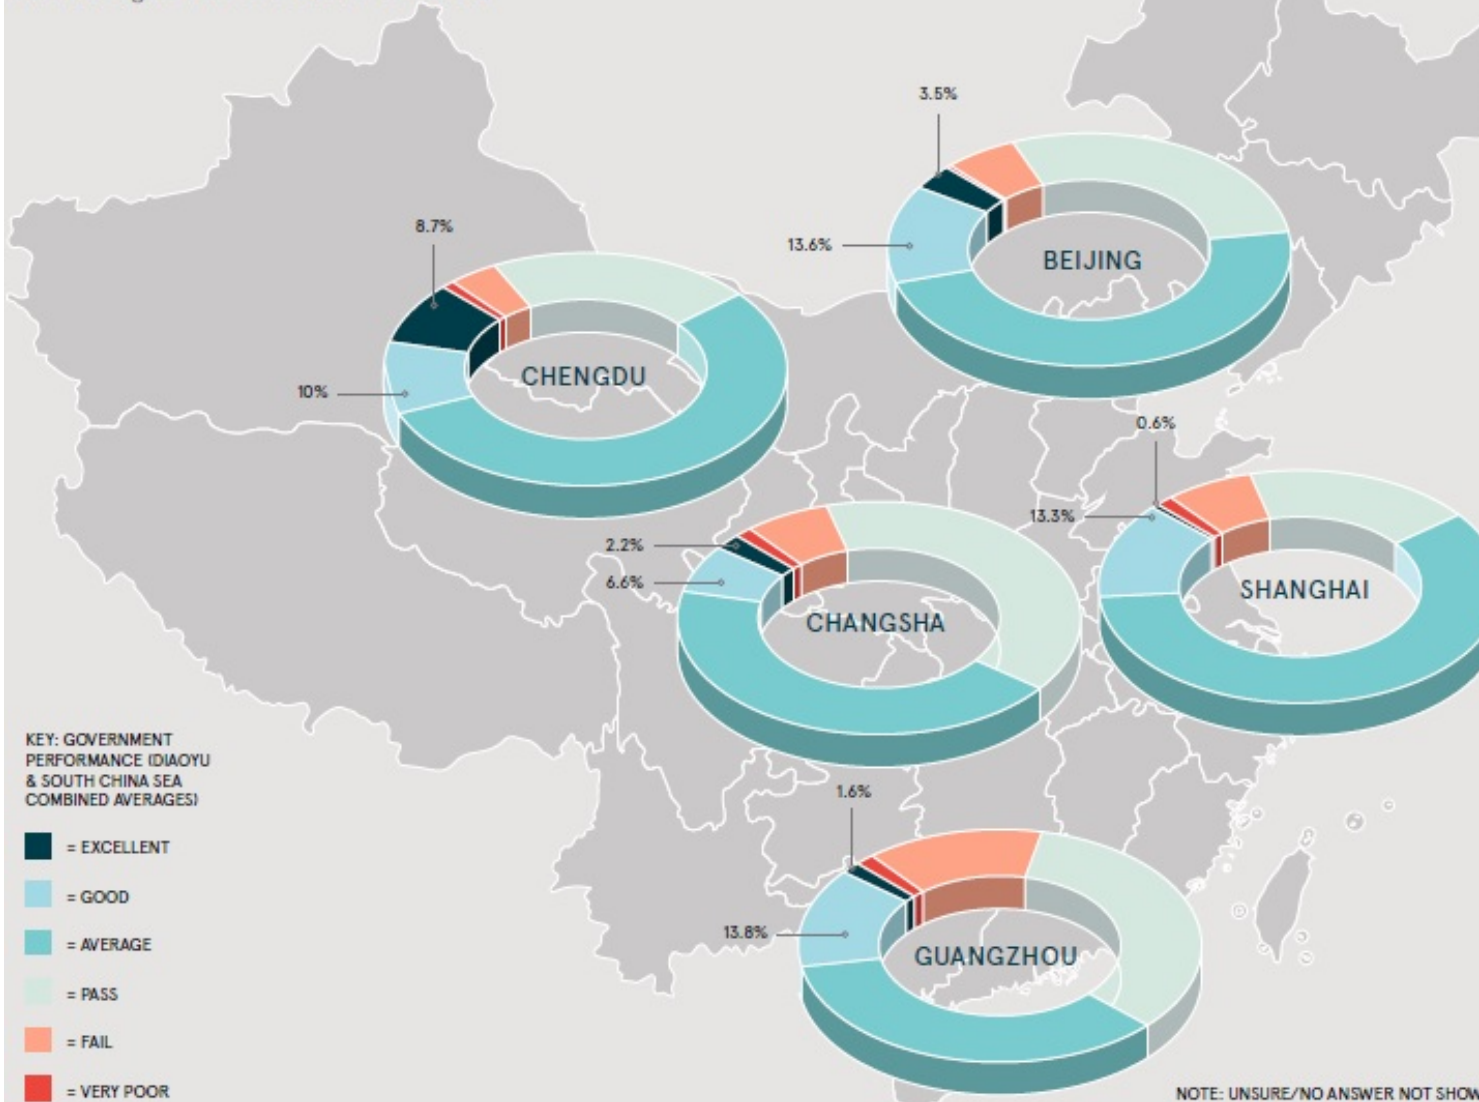 3.5%
8.7%
13.6%
BEIJING
CHENGDU
10%
0.6%
13.3%
2.2%
6.6%
SHANGHAI
CHANGSHA
KEY: GOVERNMENT
PERFORMANCE (DIAOYU
& SOUTH CHINA SEA
COMBINED AVERAGES)
= EXCELLENT
= GOOD
= AVERAGE
= PASS
= FAIL
= VERY POOR
1.6%
13.8%
GUANGZHOU
NOTE: UNSURE/NO ANSWER NOT SHOW